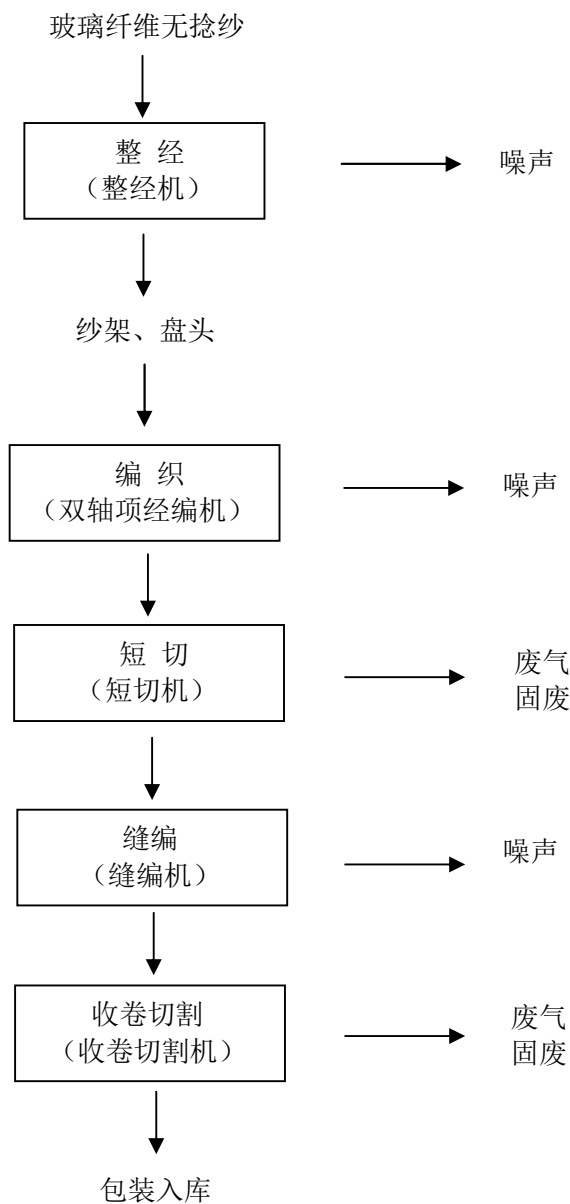 玻璃纤维无捻纱
整 经
（整经机）
噪声
纱架、盘头
编 织
（双轴项经编机）
噪声
短 切
（短切机）
废气
固废
缝编
（缝编机）
噪声
收卷切割
（收卷切割机）
废气
固废
包装入库